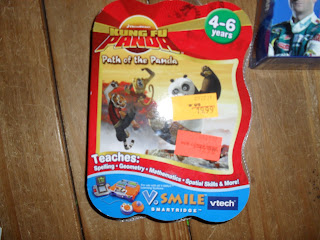 DreamWorks
KUNG FU
PANDA
Path of the Panda
4-6
years
Teaches:
Spelling • Geometry • Mathematics • Spatial Skills & More!
V.SMILE
SMARTRIDGE
vtech